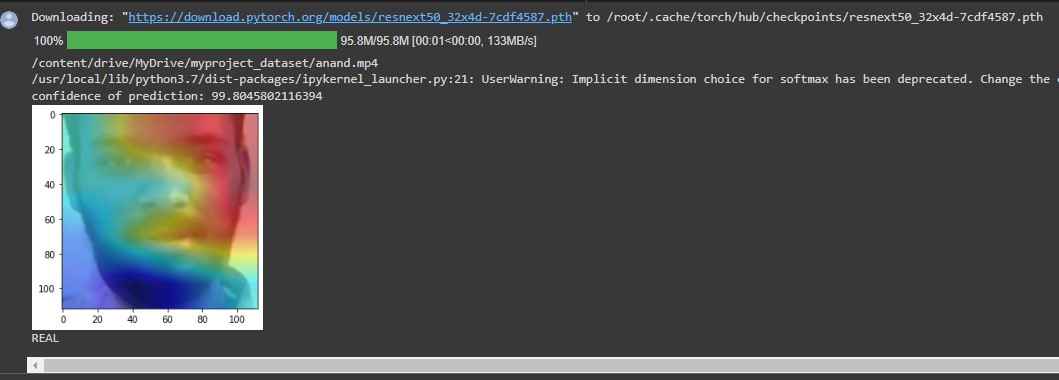 Downloading: "https://download.pytorch.org/models/resnext50_32x4d-7cdf4587.pth" to /root/.cache/torch/hub/checkpoints/resnext50_32x4d-7cdf4587.pth
100% 95.8M/95.8M [00:01<00:00, 133MB/s]
/content/drive/MyDrive/myproject_dataset/anand.mp4
/usr/local/lib/python3.7/dist-packages/ipykernel_launcher.py:21: UserWarning: Implicit dimension choice for softmax has been deprecated. Change the
confidence of prediction: 99.8045802116394
0
20
40
60
80
100
0 20 40 60 80 100
REAL